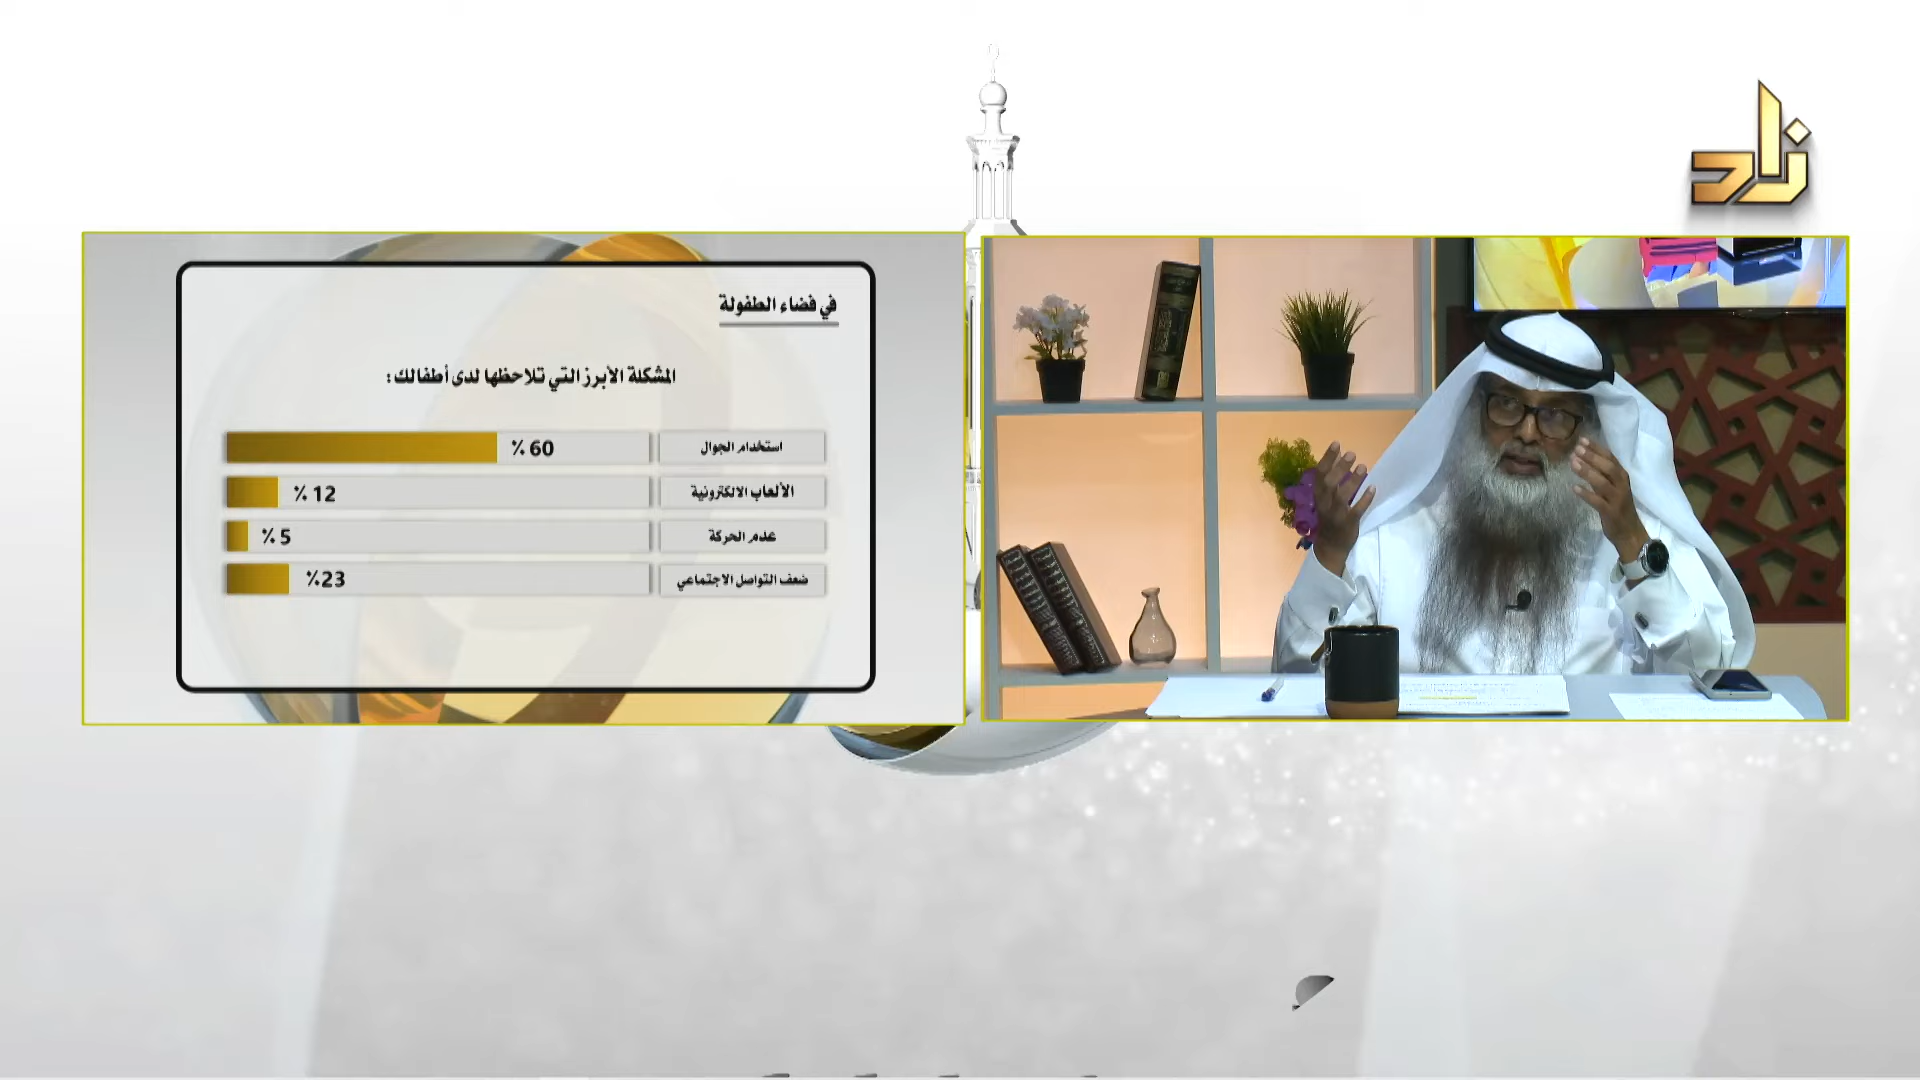 زاد
في فضاء الطفولة
المشكلة الأبرز التي تلاحظها لدى أطفالك :
استخدام الجوال
60 ٪
الألعاب الالكترونية
12 ٪
عدم الحركة
5 ٪
ضعف التواصل الاجتماعي
23٪